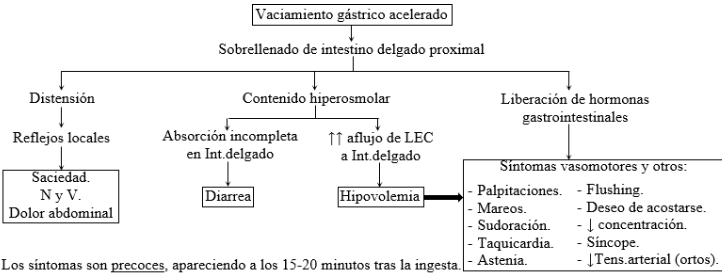 Vaciamiento gástrico acelerado
Sobrellenado de intestino delgado proximal
Distensión
Reflejos locales
Saciedad.
N y V.
Dolor abdominal
Contenido hiperosmolar
Absorción incompleta
en Int.delgado
Diarrea
↑↑ aflujo de LEC
a Int.delgado
Hipovolemia
Liberación de hormonas
gastrointestinales
Síntomas vasomotores y otros:
- Palpitaciones.
- Mareos.
- Sudoración.
- Taquicardia.
- Astenia.
- Flushing.
- Deseo de acostarse.
- ↓ concentración.
- Síncope.
- ↓Tens.arterial (ortos).
Los síntomas son precoces, apareciendo a los 15-20 minutos tras la ingesta.